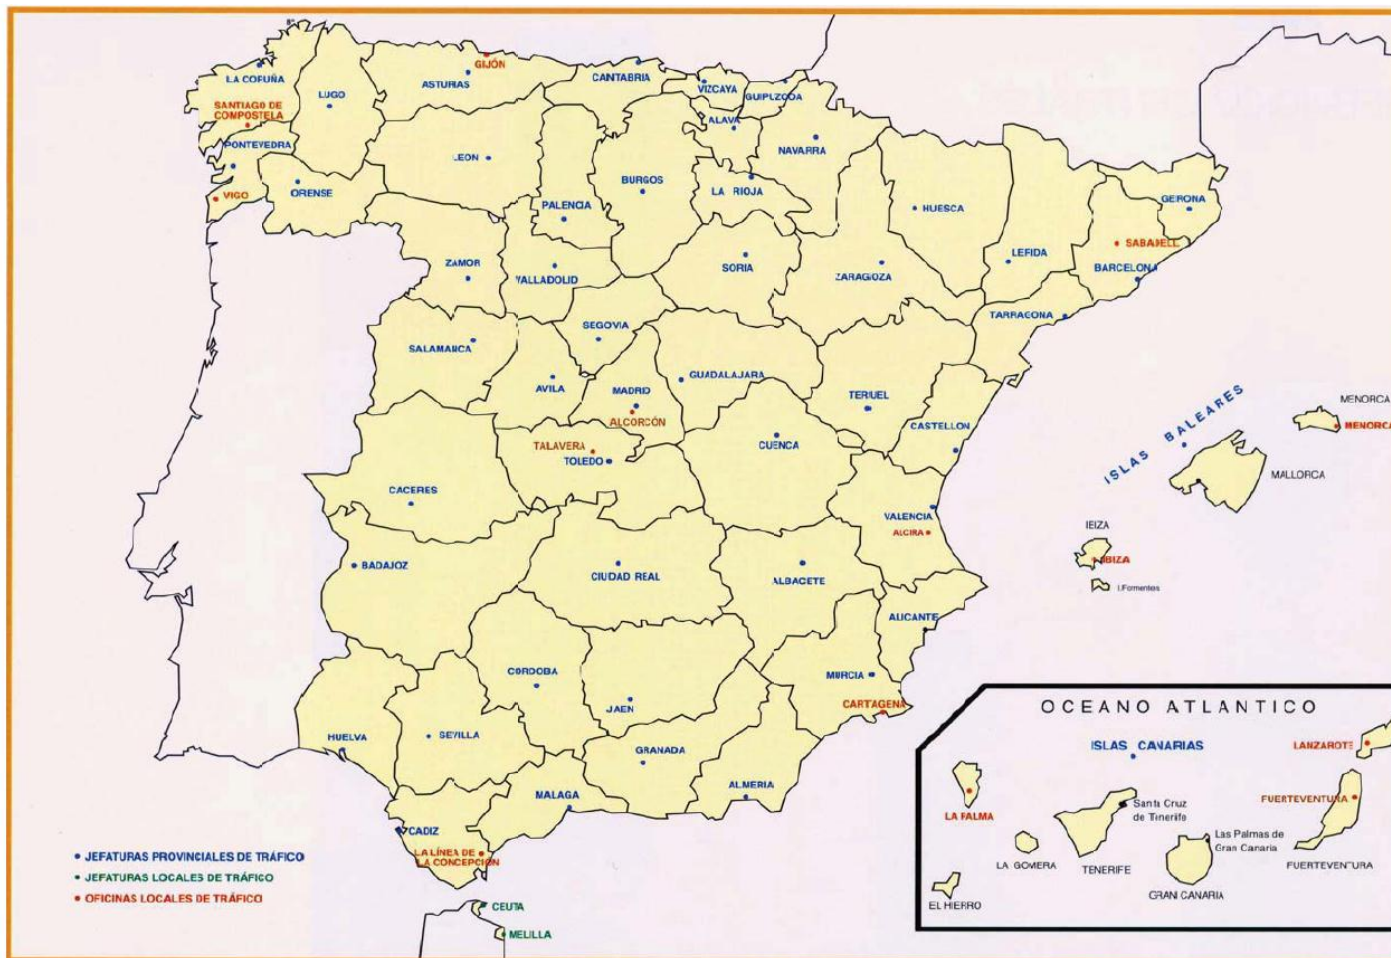 8°
GIJÓN
LA CORUÑA
ASTURIAS
CANTABRIA
VIZCAYA
GUIPUZCOA
LUGO
SANTIAGO DE
COMPOSTELA
ALAVA
PONTEVEDRA
LEON
NAVARRA
VIGO
ORENSE
PALENCIA
BURGOS
LA RIOJA
HUESCA
GERONA
SABADELL
LEFIDA
BARCELONA
ZAMOR
VALLADOLID
SORIA
ZARAGOZA
TARRAGONA
SEGOVIA
SALAMANCA
AVILA
MADRID
GUADALAJARA
ALCORCÓN
TERUEL
CASTELLON
ISLAS BALEARES
MENORCA
MENORCA
MALLORCA
TALAVERA
TOLEDO
CUENCA
CACERES
VALENCIA
ALCIRA
IBIZA
IBIZA
I.Formentes
BADAJOZ
CIUDAD REAL
ALBACETE
ALICANTE
CORDOBA
JAEN
MURCIA
CARTAGENA
HUELVA
SEVILLA
GRANADA
ALMERIA
MALAGA
CADIZ
LA LÍNEA DE
LA CONCEPCIÓN
CEUTA
MELILLA
OCEANO ATLANTICO
ISLAS CANARIAS
LANZAROTE
LA PALMA
Santa Cruz
de Tenerife
FUERTEVENTURA
Las Palmas de
Gran Canaria
LA GOMERA
TENERIFE
FUERTEVENTURA
EL HIERRO
GRAN CANARIA
• JEFATURAS PROVINCIALES DE TRÁFICO
• JEFATURAS LOCALES DE TRÁFICO
• OFICINAS LOCALES DE TRÁFICO